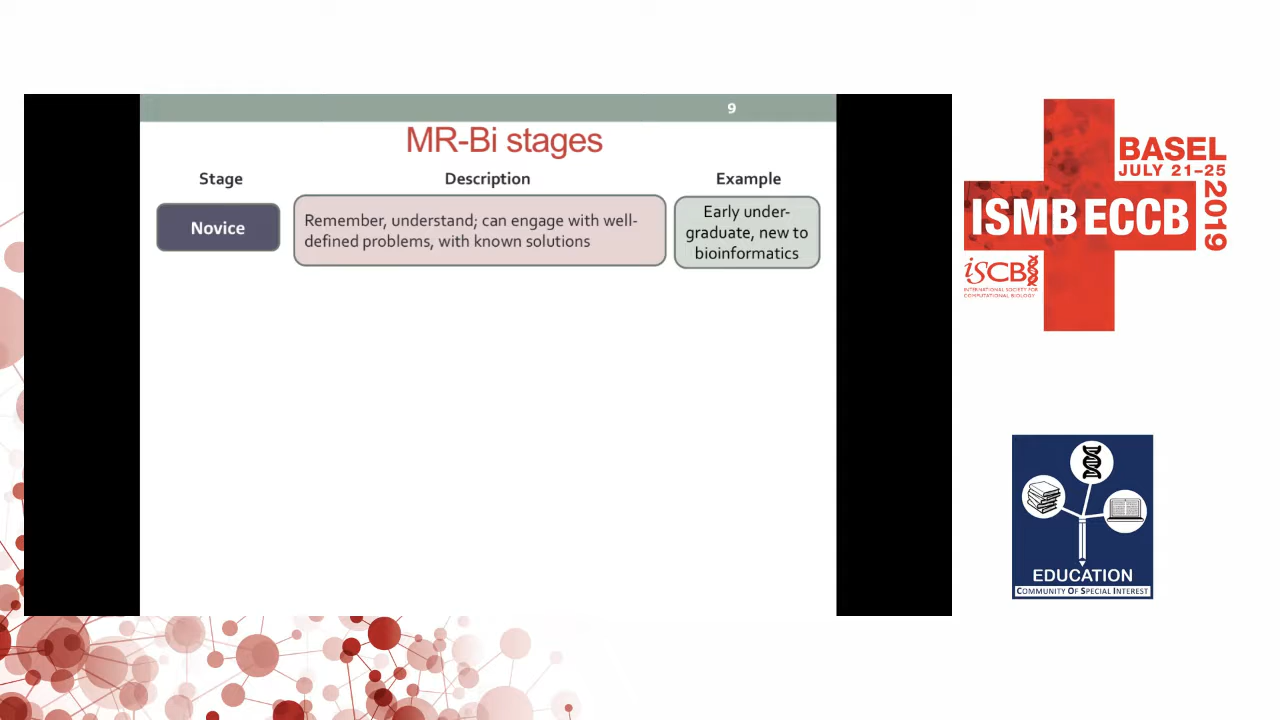 9
MR-Bi stages
Stage
Description
Example
Novice
Remember, understand; can engage with well-
defined problems, with known solutions
Early under-
graduate, new to
bioinformatics
BASEL
JULY 21–25
2019
ISMB ECCB
ISCB
INTERNATIONAL SOCIETY FOR
COMPUTATIONAL BIOLOGY
EDUCATION
COMMUNITY OF SPECIAL INTEREST